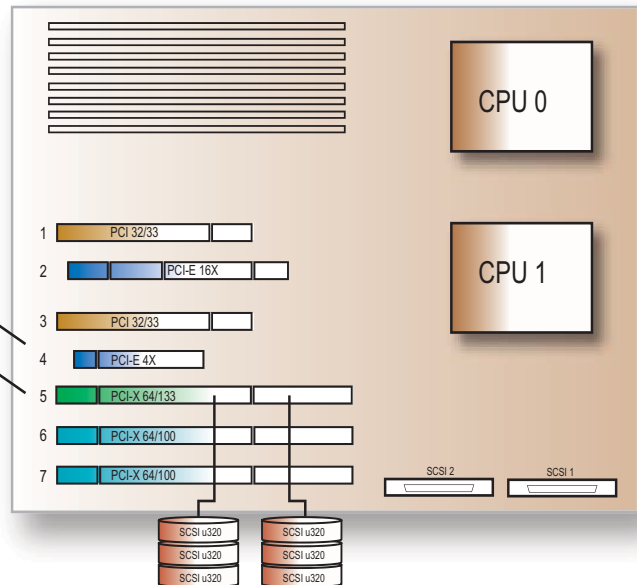 CPU 0
CPU 1
1 PCI 32/33
2 PCI-E 16X
3 PCI 32/33
4 PCI-E 4X
5 PCI-X 64/133
6 PCI-X 64/100
7 PCI-X 64/100
SCSI 2 SCSI 1
SCSI u320 SCSI u320
SCSI u320 SCSI u320
SCSI u320 SCSI u320